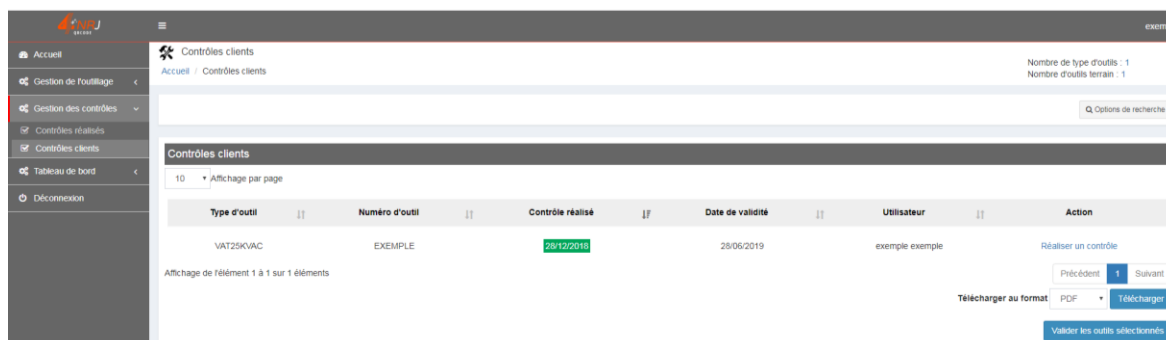 4NRJ
exem
Accueil
Gestion de l'outillage
Gestion des contrôles
Contrôles réalisés
Contrôles clients
Tableau de bord
Déconnexion
Contrôles clients
Accueil / Contrôles clients
Nombre de type d'outils : 1
Nombre d'outils terrain : 1
Options de recherche
Contrôles clients
10 Affichage par page
Type d'outil Numéro d'outil Contrôle réalisé Date de validité Utilisateur Action
VAT25KVAC EXEMPLE 28/12/2018 28/06/2019 exemple exemple Réaliser un contrôle
Affichage de l'élément 1 à 1 sur 1 éléments
Précédent 1 Suivant
Télécharger au format PDF Télécharger
Valider les outils sélectionnés